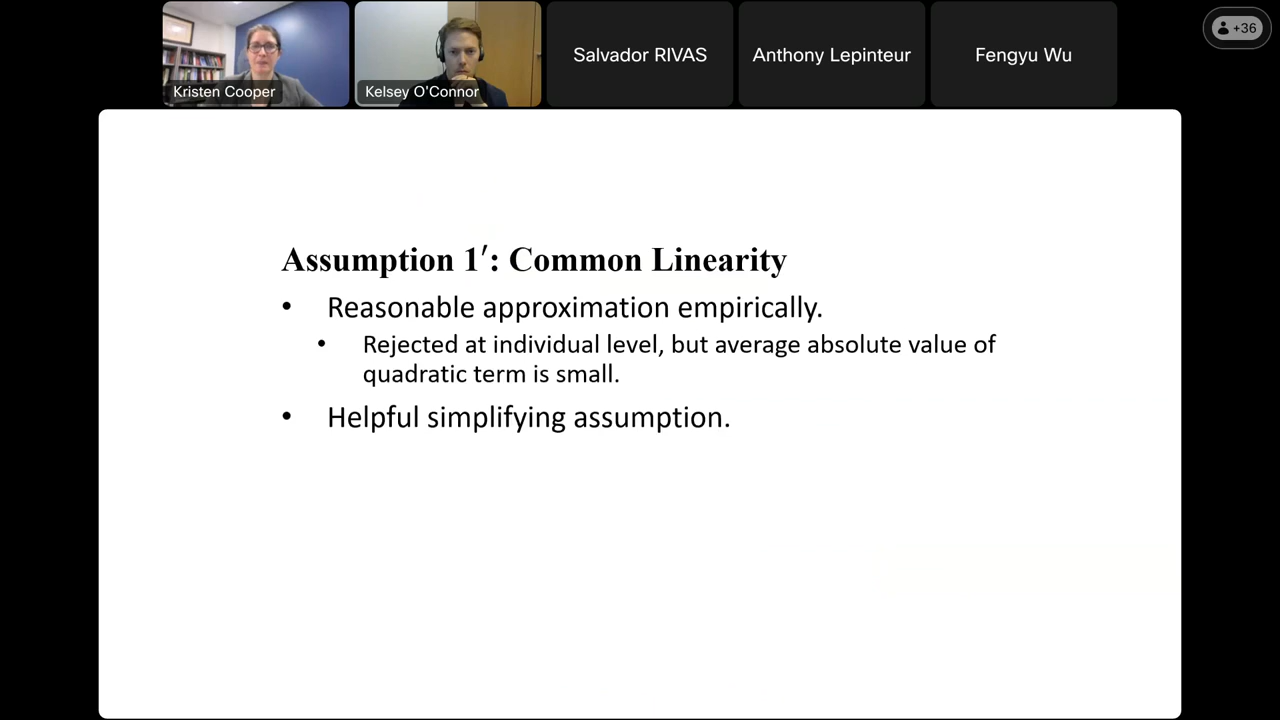 Kristen Cooper
Kelsey O'Connor
Salvador RIVAS
Anthony Lepinteur
Fengyu Wu
+36
Assumption 1′: Common Linearity
• Reasonable approximation empirically.
• Rejected at individual level, but average absolute value of
quadratic term is small.
• Helpful simplifying assumption.